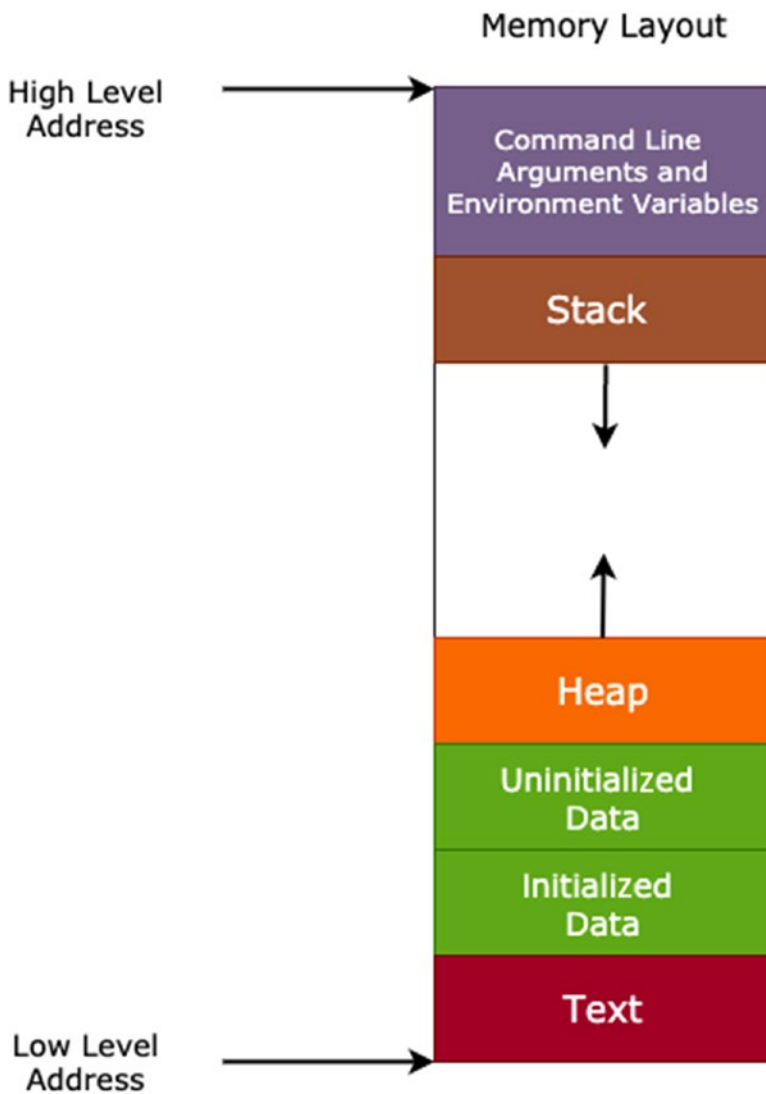 Memory Layout
High Level
Address
Command Line
Arguments and
Environment Variables
Stack
Heap
Uninitialized
Data
Initialized
Data
Text
Low Level
Address